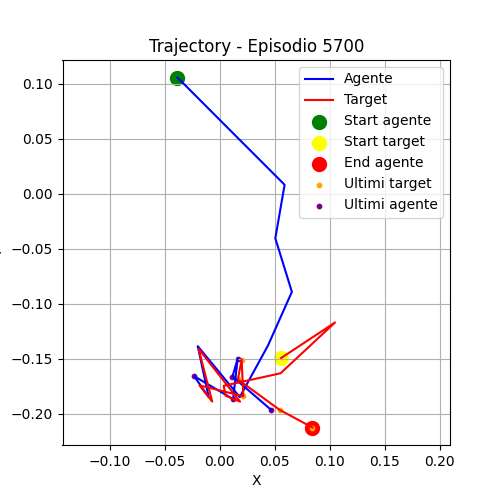 Trajectory - Episodio 5700
Agente
Target
Start agente
Start target
End agente
Ultimi target
Ultimi agente
0.10
0.05
0.00
−0.05
−0.10
−0.15
−0.20
−0.10
−0.05
0.00
0.05
0.10
0.15
0.20
X